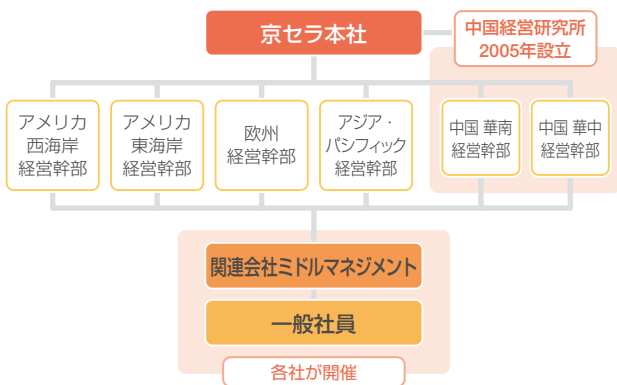 京セラ本社
中国経営研究所
2005年設立
アメリカ
西海岸
経営幹部
アメリカ
東海岸
経営幹部
欧州
経営幹部
アジア・
パシフィック
経営幹部
中国 華南
経営幹部
中国 華中
経営幹部
関連会社ミドルマネジメント
一般社員
各社が開催